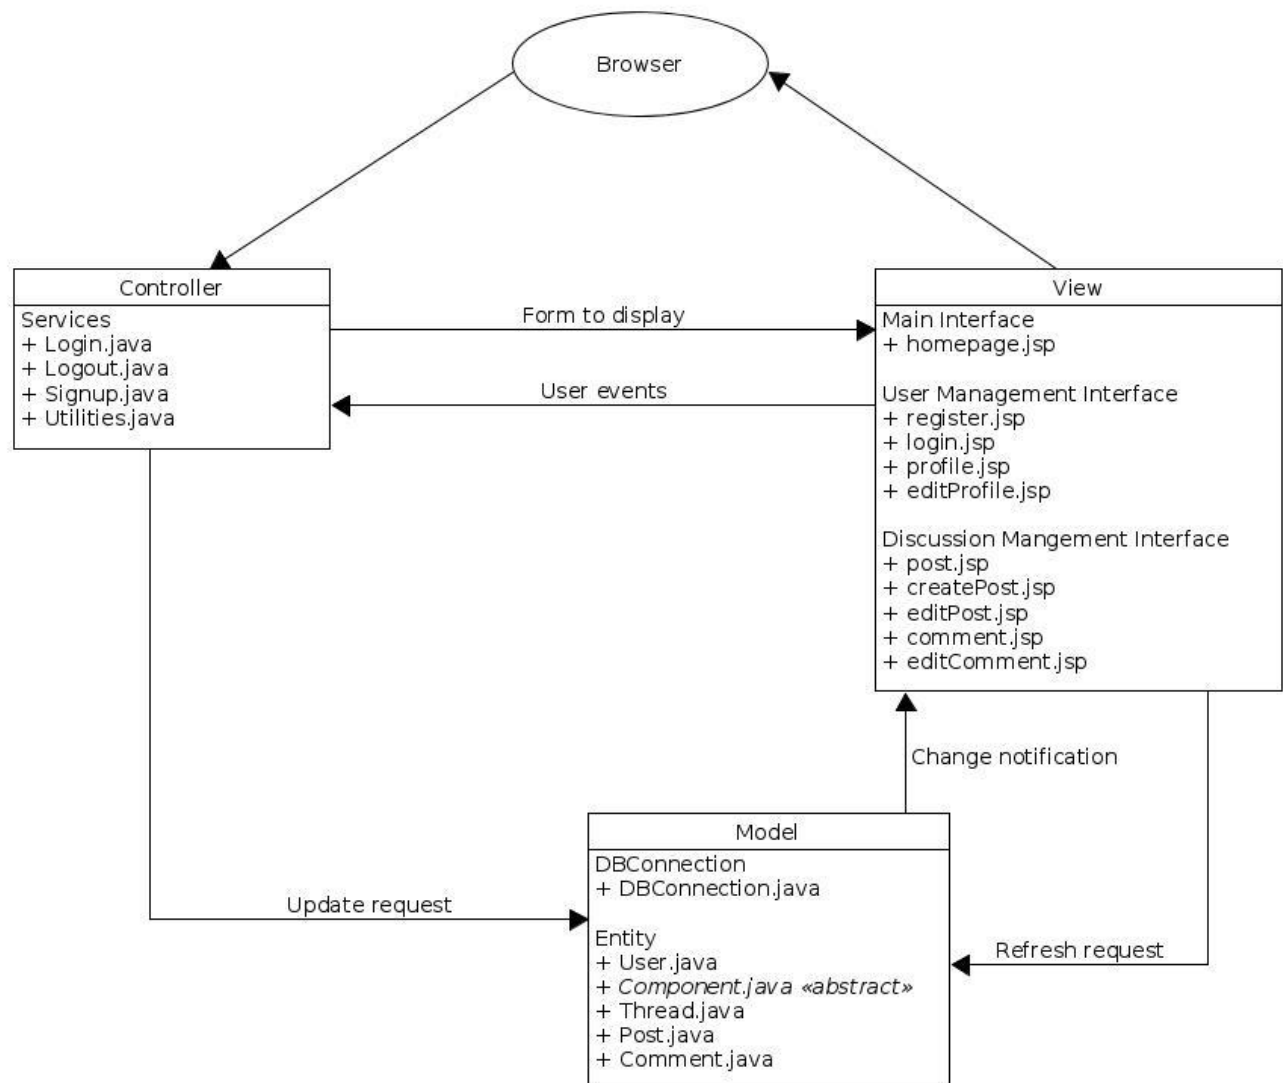 Browser
Controller
Services
+ Login.java
+ Logout.java
+ Signup.java
+ Utilities.java
Form to display
User events
View
Main Interface
+ homepage.jsp
User Management Interface
+ register.jsp
+ login.jsp
+ profile.jsp
+ editProfile.jsp
Discussion Mangement Interface
+ post.jsp
+ createPost.jsp
+ editPost.jsp
+ comment.jsp
+ editComment.jsp
Change notification
Model
DBConnection
+ DBConnection.java
Entity
+ User.java
+ Component.java «abstract»
+ Thread.java
+ Post.java
+ Comment.java
Update request
Refresh request